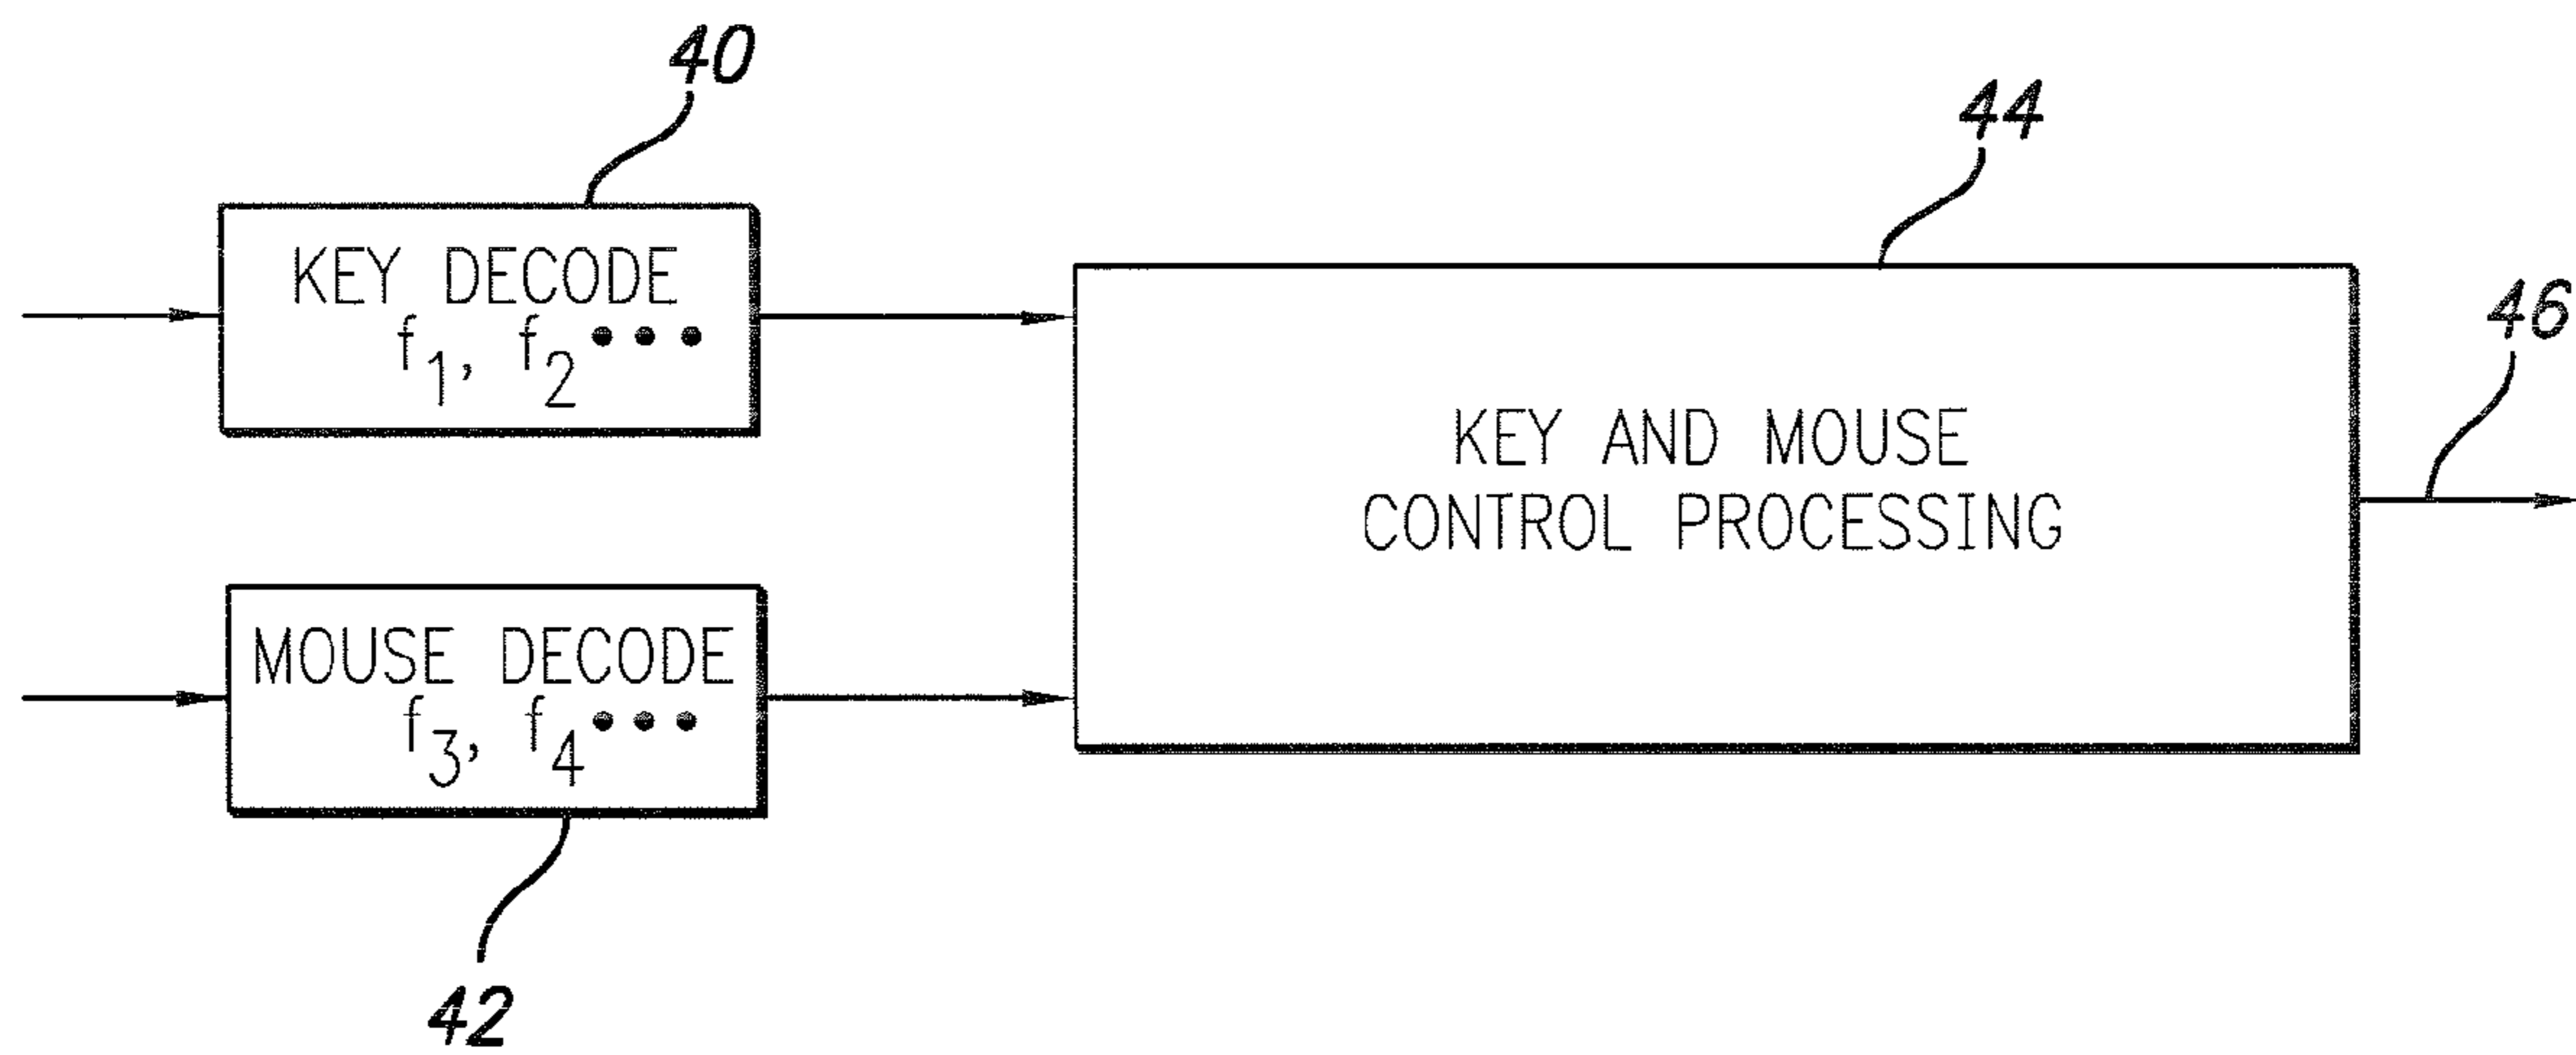 40
44
KEY DECODE
f1, f2 •••
46
KEY AND MOUSE
CONTROL PROCESSING
MOUSE DECODE
f3, f4 •••
42